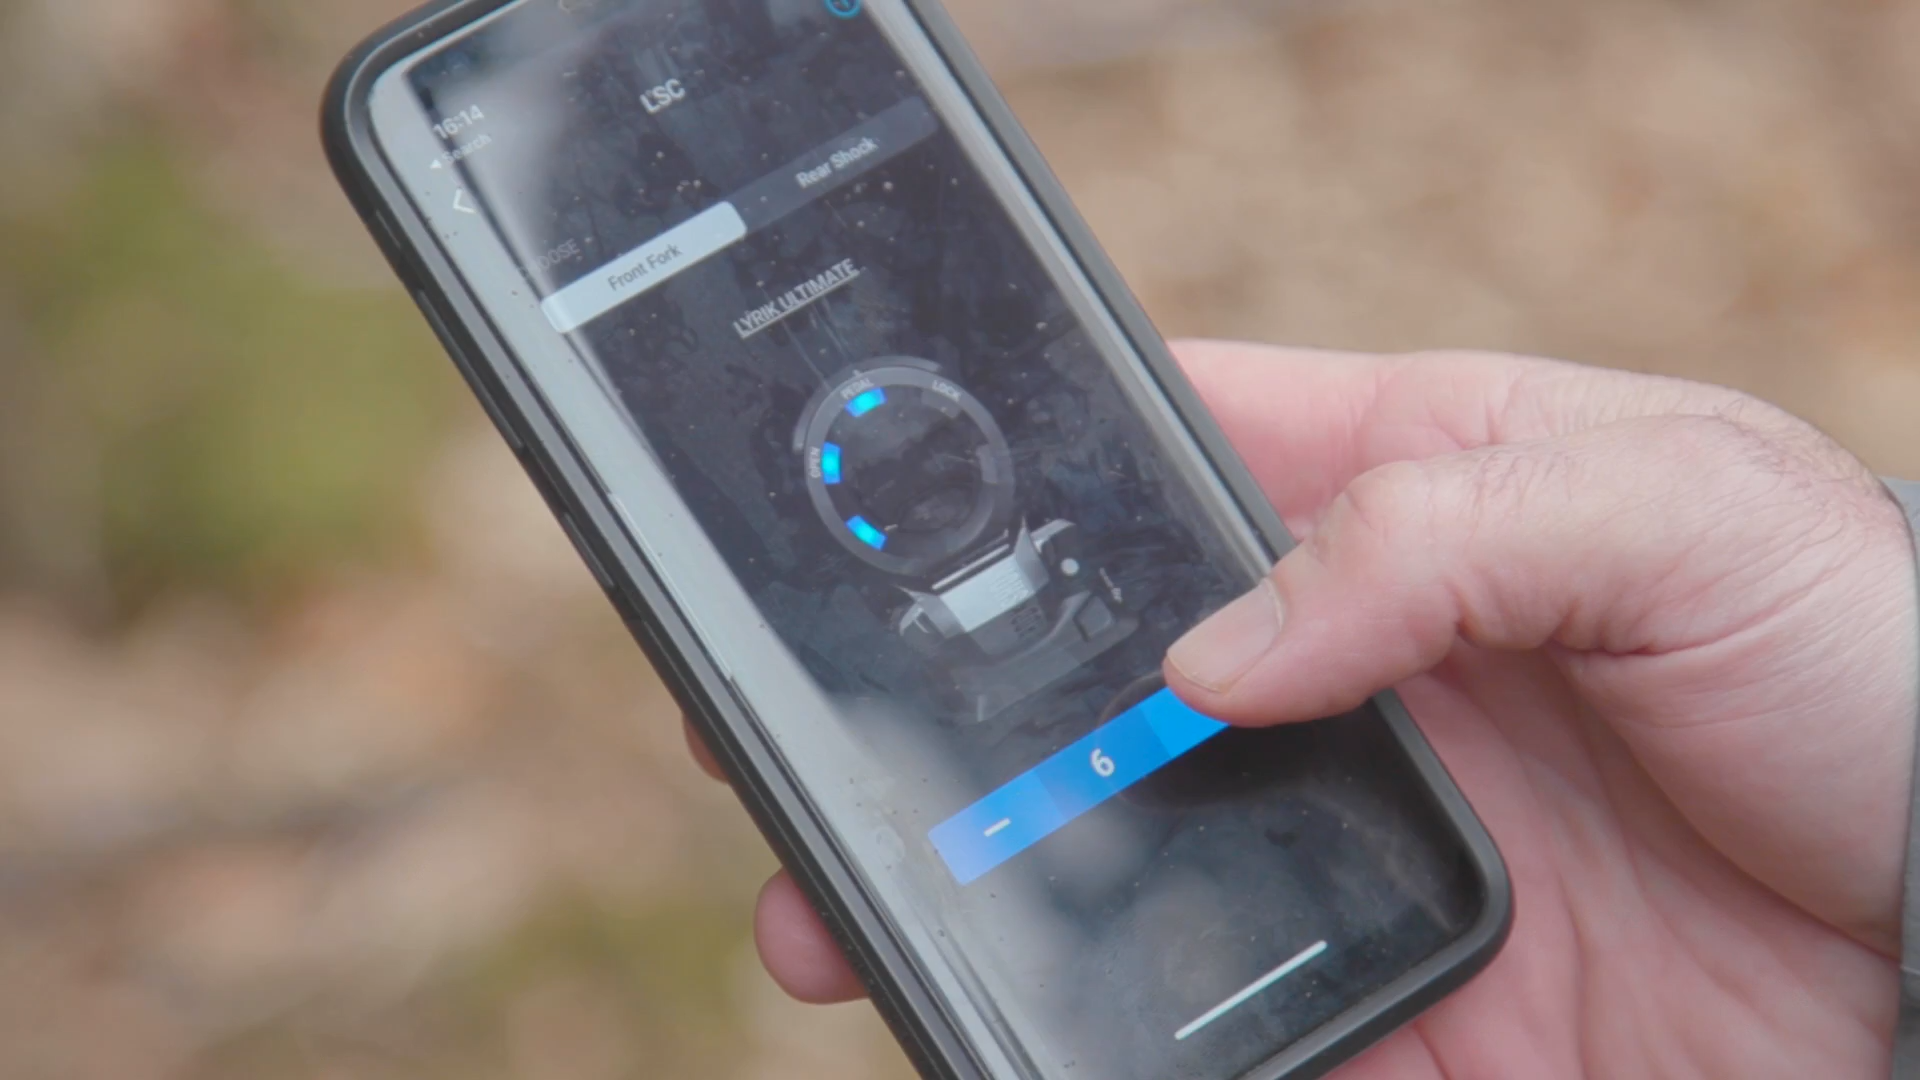 16:14
◀ Search
LSC
Front Fork
Rear Shock
LYRIK ULTIMATE
OPEN
PEDAL
LOCK
− 6